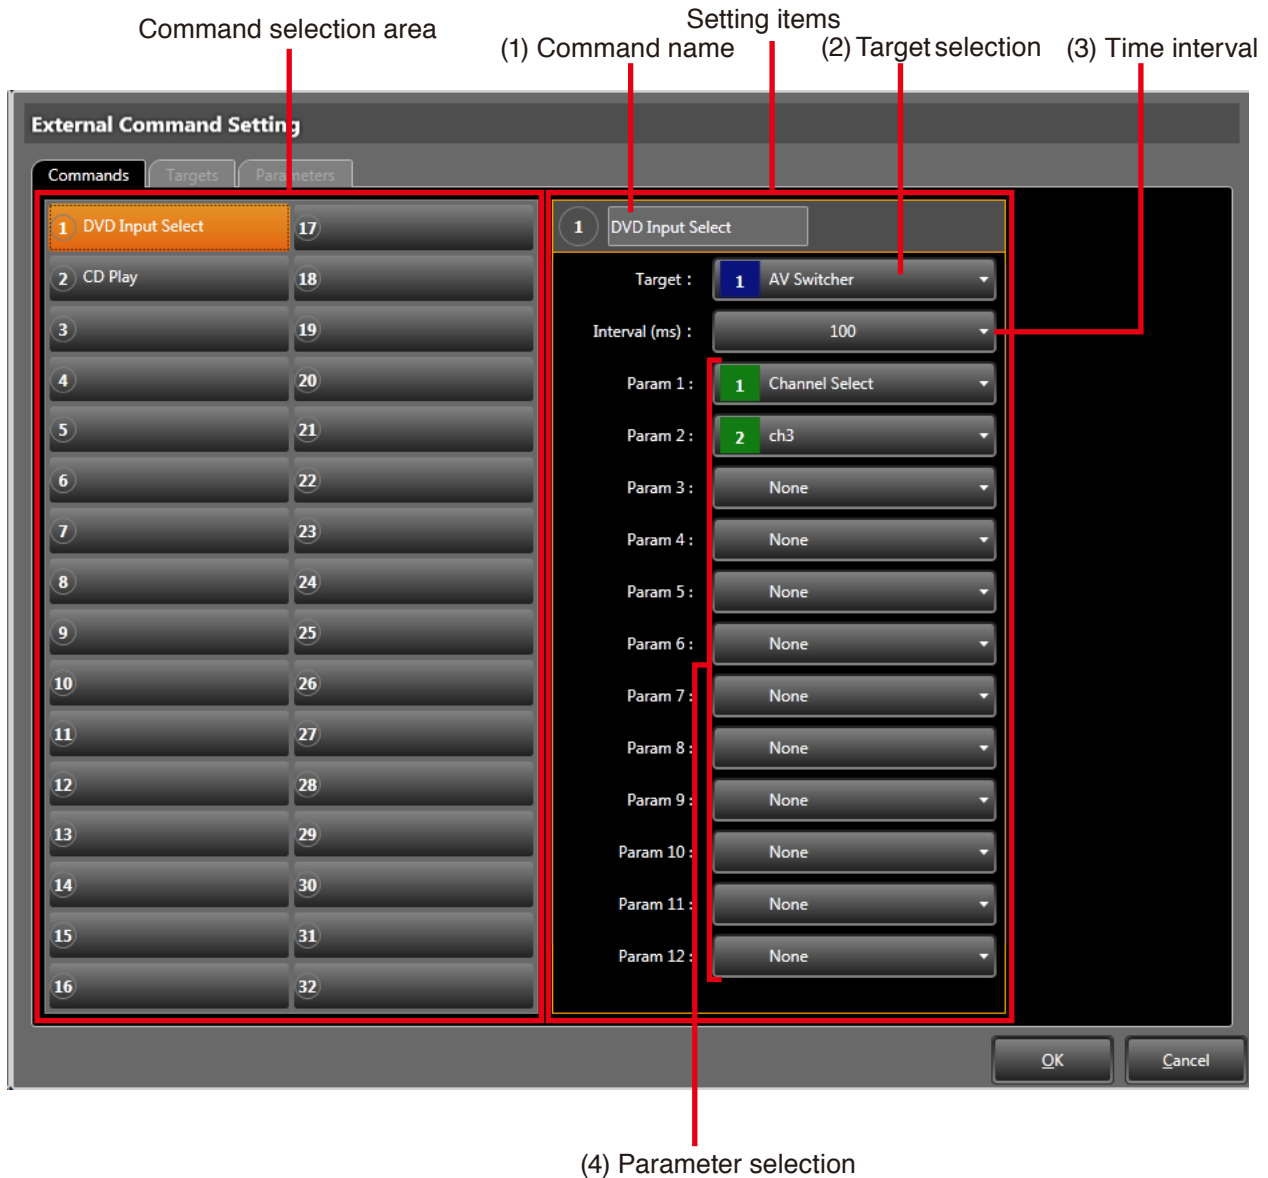 Setting items
Command selection area
(1) Command name
(2) Target selection
(3) Time interval
External Command Setting
Commands
Targets
Parameters
1 DVD Input Select
2 CD Play
3
4
5
6
7
8
9
10
11
12
13
14
15
16
17
18
19
20
21
22
23
24
25
26
27
28
29
30
31
32
1 DVD Input Select
Target : 1 AV Switcher
Interval (ms) : 100
Param 1 : 1 Channel Select
Param 2 : 2 ch3
Param 3 : None
Param 4 : None
Param 5 : None
Param 6 : None
Param 7 : None
Param 8 : None
Param 9 : None
Param 10 : None
Param 11 : None
Param 12 : None
OK
Cancel
(4) Parameter selection